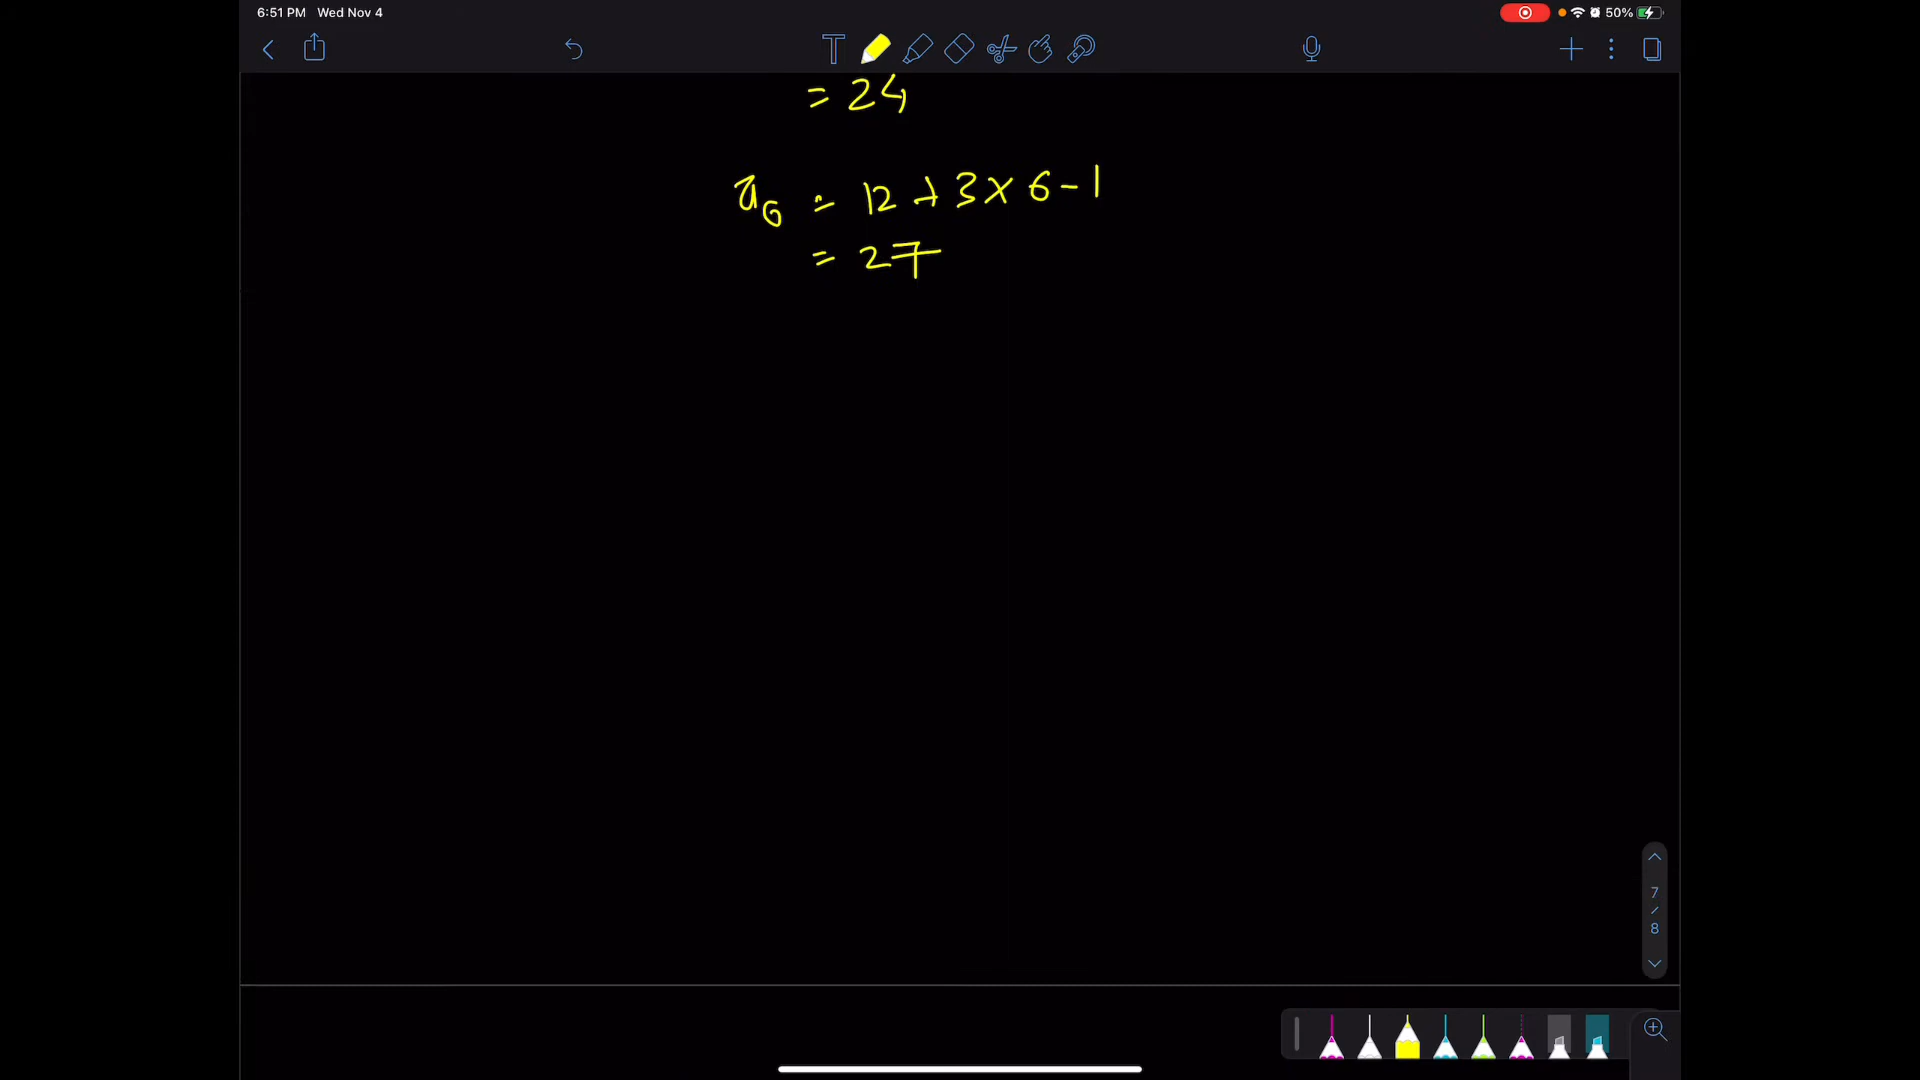 6:51 PM Wed Nov 4
50%
T
= 24
a6 = 12 + 3 × 6 - 1
= 27
7
/
8